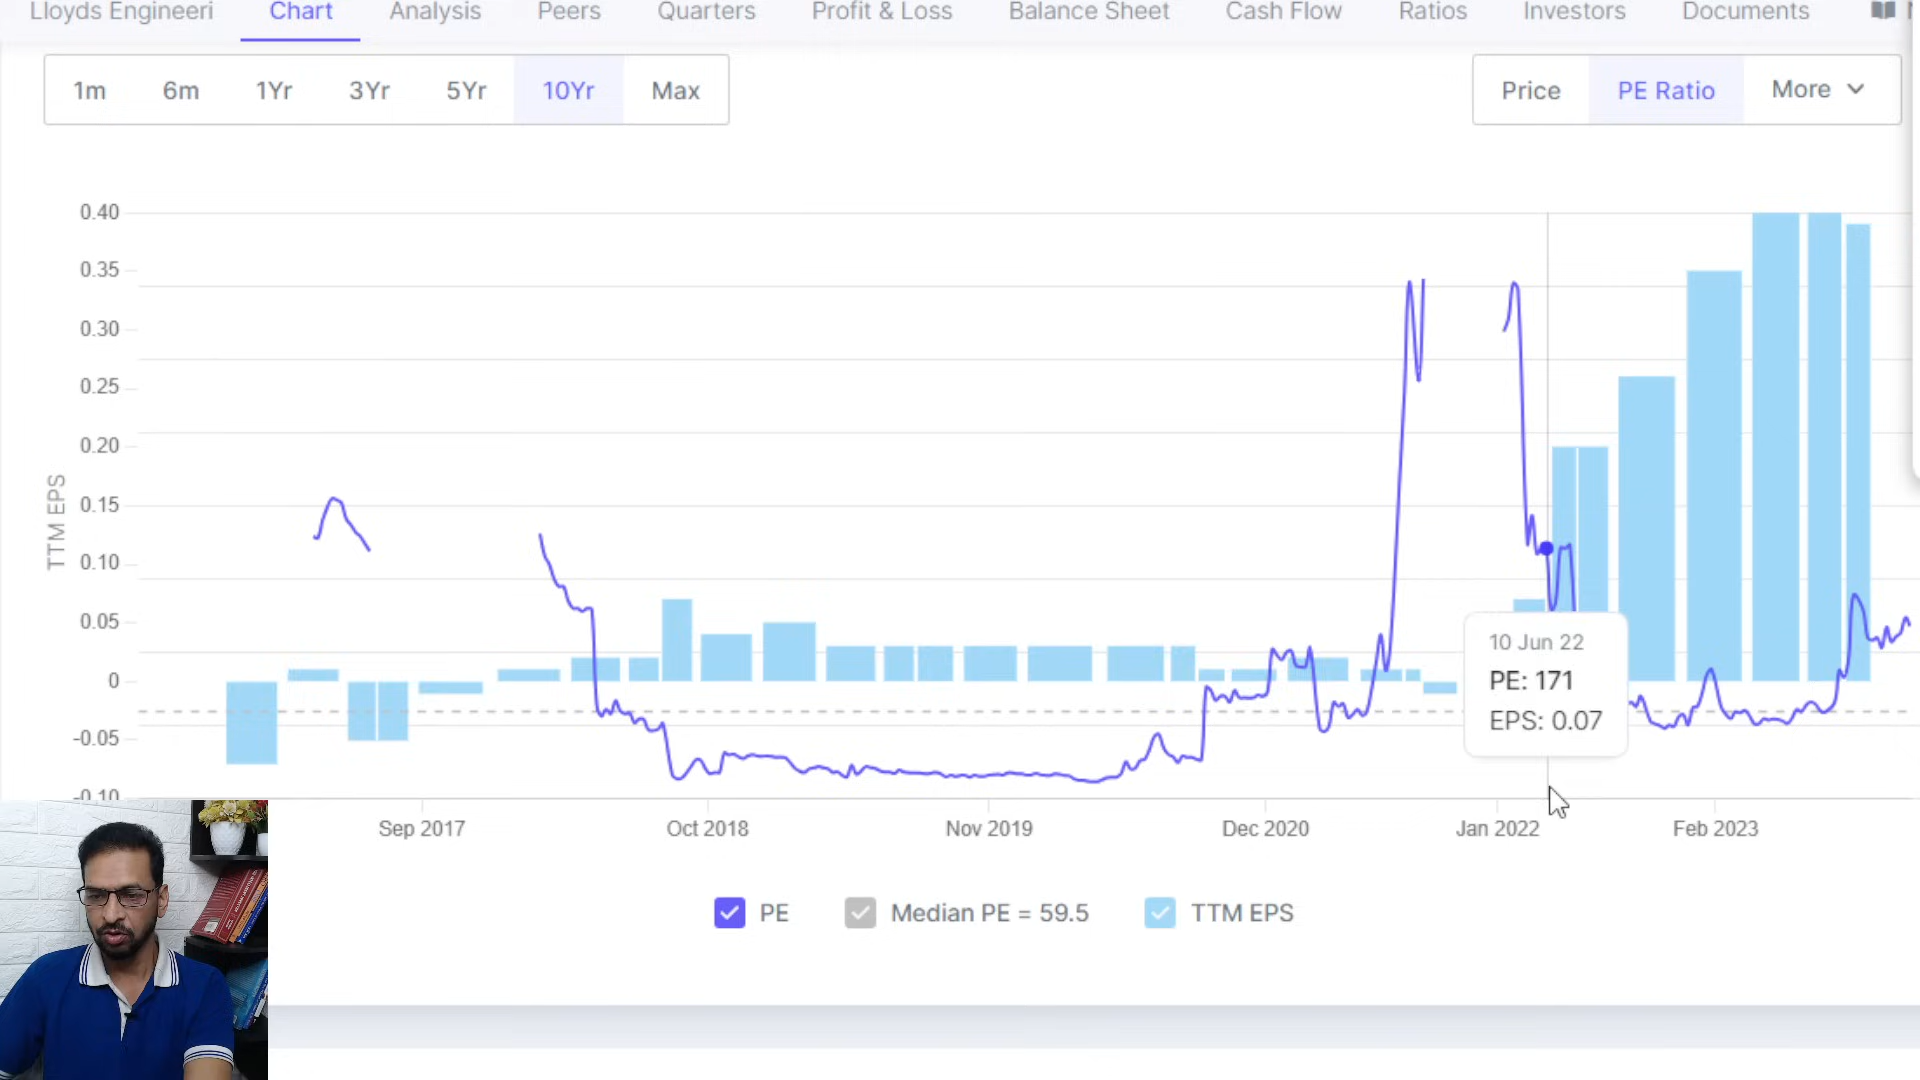 Lloyds Engineeri Chart Analysis Peers Quarters Profit & Loss Balance Sheet Cash Flow Ratios Investors Documents
1m 6m 1Yr 3Yr 5Yr 10Yr Max Price PE Ratio More
0.40
0.35
0.30
0.25
0.20
0.15
0.10
0.05
0
-0.05
-0.10
TTM EPS
10 Jun 22
PE: 171
EPS: 0.07
Sep 2017 Oct 2018 Nov 2019 Dec 2020 Jan 2022 Feb 2023
PE Median PE = 59.5 TTM EPS